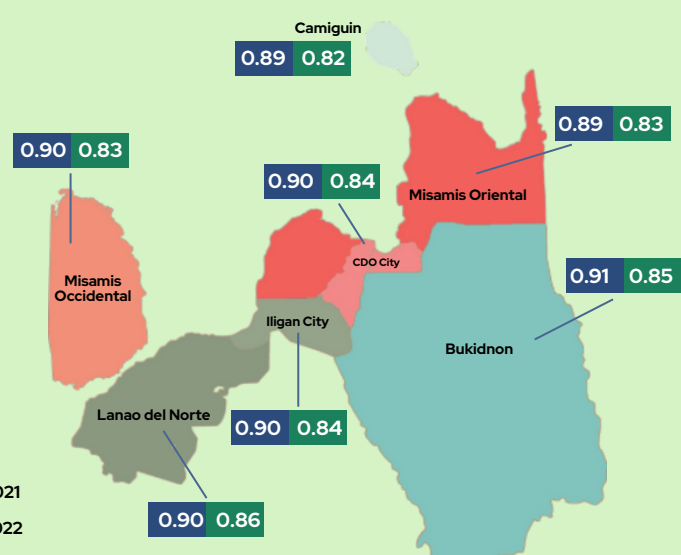 Camiguin
0.89 0.82
0.89 0.83
0.90 0.83
0.90 0.84
Misamis Oriental
CDO City
0.91 0.85
Misamis
Occidental
Iligan City
Bukidnon
Lanao del Norte
0.90 0.84
021
0.90 0.86
022